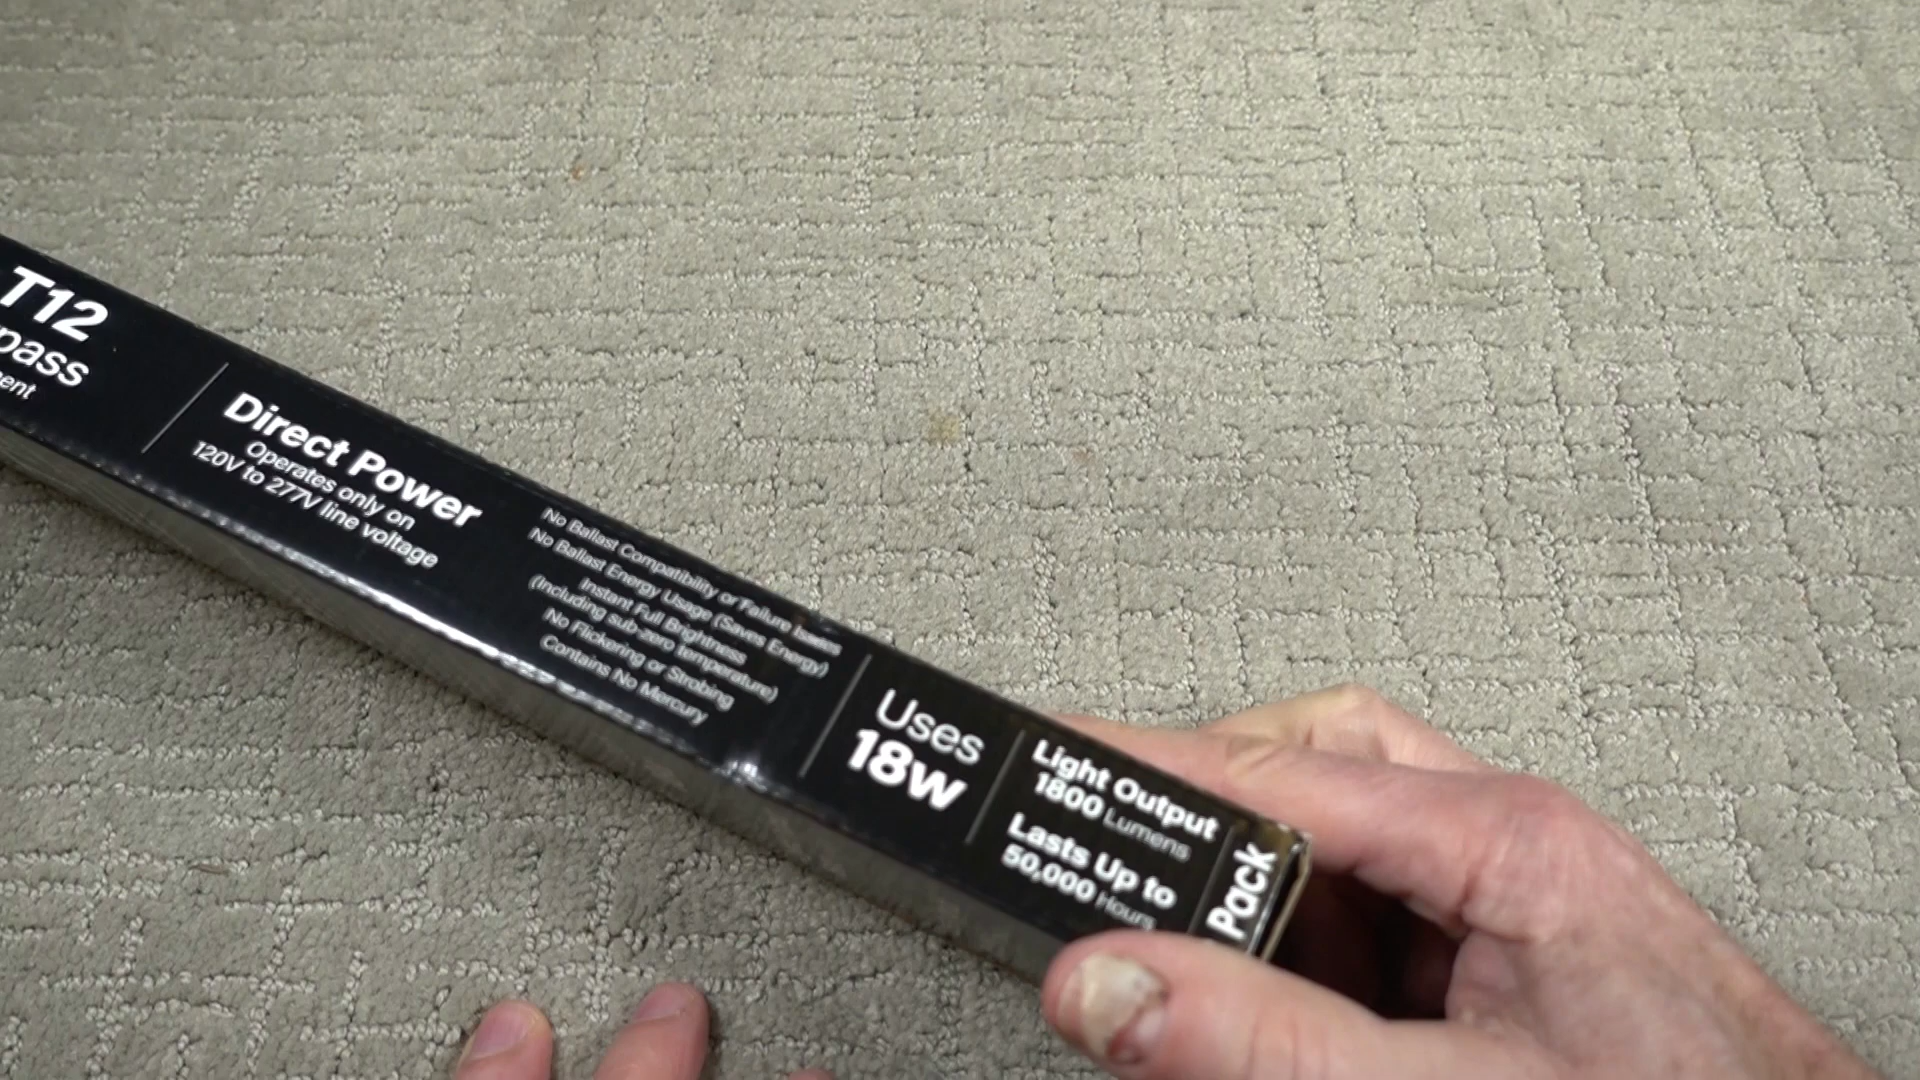 T12
pass
ent
Direct Power
Operates only on
120V to 277V line voltage
No Ballast Compatibility or Failure Issues
No Ballast Energy Usage (Saves Energy)
Instant Full Brightness
(Including sub-zero temperature)
No Flickering or Strobing
Contains No Mercury
Uses
18w
Light Output
1800 Lumens
Lasts Up to
50,000 Hours
Pack